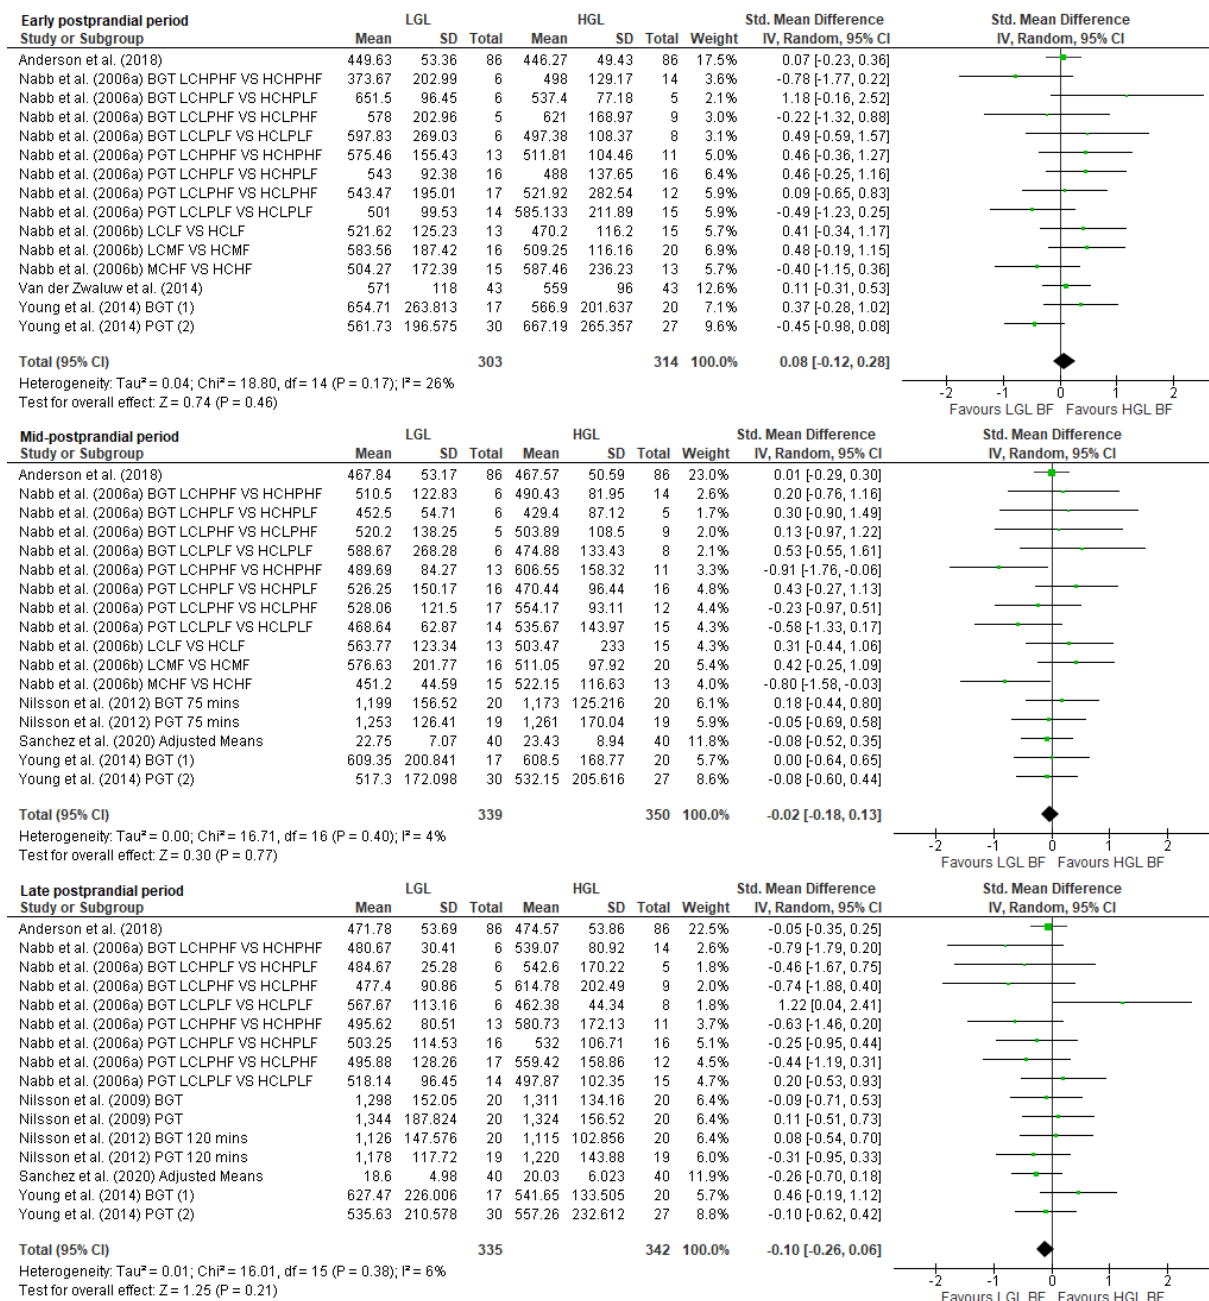 Early postprandial period LGL HGL Std. Mean Difference Std. Mean Difference
Study or Subgroup Mean SD Total Mean SD Total Weight IV, Random, 95% CI IV, Random, 95% CI
Anderson et al. (2018) 449.63 53.36 86 446.27 49.43 86 17.5% 0.07 [-0.23, 0.36]
Nabb et al. (2006a) BGT LCHPHF VS HCHPHF 373.67 202.99 6 498 129.17 14 3.6% -0.78 [-1.77, 0.22]
Nabb et al. (2006a) BGT LCHPLF VS HCHPLF 651.5 96.45 6 537.4 77.18 5 2.1% 1.18 [-0.16, 2.52]
Nabb et al. (2006a) BGT LCLPHF VS HCLPHF 578 202.96 5 621 168.97 9 3.0% -0.22 [-1.32, 0.88]
Nabb et al. (2006a) BGT LCLPLF VS HCLPLF 597.83 269.03 6 497.38 108.37 8 3.1% 0.49 [-0.59, 1.57]
Nabb et al. (2006a) PGT LCHPHF VS HCHPHF 575.46 155.43 13 511.81 104.46 11 5.0% 0.46 [-0.36, 1.27]
Nabb et al. (2006a) PGT LCHPLF VS HCHPLF 543 92.38 16 488 137.65 16 6.4% 0.46 [-0.25, 1.16]
Nabb et al. (2006a) PGT LCLPHF VS HCLPHF 543.47 195.01 17 521.92 282.54 12 6.0% 0.09 [-0.65, 0.83]
Nabb et al. (2006a) PGT LCLPLF VS HCLPLF 501 99.53 14 585.133 211.89 15 5.9% -0.49 [-1.23, 0.25]
Nabb et al. (2006b) LCLF VS HCLF 521.62 125.23 13 470.2 116.2 15 5.8% 0.41 [-0.34, 1.17]
Nabb et al. (2006b) LCMF VS HCMF 583.56 187.42 16 509.25 116.16 20 6.8% 0.48 [-0.19, 1.15]
Nabb et al. (2006b) MCHF VS HCHF 504.27 172.39 15 587.46 236.23 13 5.7% -0.40 [-1.15, 0.36]
Van der Zwaluw et al. (2014) 571 118 43 559 96 43 12.6% 0.11 [-0.31, 0.53]
Young et al. (2014) BGT (1) 654.71 263.813 17 566.9 201.637 20 7.1% 0.37 [-0.28, 1.02]
Young et al. (2014) PGT (2) 561.73 196.575 30 667.19 265.357 27 9.6% -0.45 [-0.98, 0.08]
Total (95% CI) 303 314 100.0% 0.08 [-0.12, 0.28]
Heterogeneity: Tau² = 0.04; Chi² = 18.80, df = 14 (P = 0.17); I² = 26%
Test for overall effect: Z = 0.74 (P = 0.46)
-2 -1 0 1 2
Favours LGL BF Favours HGL BF
Mid-postprandial period LGL HGL Std. Mean Difference Std. Mean Difference
Study or Subgroup Mean SD Total Mean SD Total Weight IV, Random, 95% CI IV, Random, 95% CI
Anderson et al. (2018) 467.84 53.17 86 467.57 50.59 86 23.0% 0.01 [-0.29, 0.30]
Nabb et al. (2006a) BGT LCHPHF VS HCHPHF 510.5 122.83 6 490.43 81.95 14 2.6% 0.20 [-0.76, 1.16]
Nabb et al. (2006a) BGT LCHPLF VS HCHPLF 452.5 54.71 6 429.4 87.12 5 1.7% 0.30 [-0.90, 1.49]
Nabb et al. (2006a) BGT LCLPHF VS HCLPHF 520.2 138.25 5 503.89 108.5 9 2.0% 0.13 [-0.97, 1.22]
Nabb et al. (2006a) BGT LCLPLF VS HCLPLF 588.67 268.28 6 474.88 133.43 8 2.1% 0.53 [-0.55, 1.61]
Nabb et al. (2006a) PGT LCHPHF VS HCHPHF 489.69 84.27 13 606.55 158.32 11 3.3% -0.91 [-1.76, -0.06]
Nabb et al. (2006a) PGT LCHPLF VS HCHPLF 526.25 150.17 16 470.44 96.44 16 4.8% 0.43 [-0.27, 1.13]
Nabb et al. (2006a) PGT LCLPHF VS HCLPHF 528.06 121.5 17 554.17 93.11 12 4.4% -0.23 [-0.97, 0.51]
Nabb et al. (2006a) PGT LCLPLF VS HCLPLF 468.64 62.87 14 535.67 143.97 15 4.3% -0.58 [-1.33, 0.17]
Nabb et al. (2006b) LCLF VS HCLF 563.77 123.34 13 503.47 233 15 4.3% 0.31 [-0.44, 1.06]
Nabb et al. (2006b) LCMF VS HCMF 576.63 201.77 16 511.05 97.92 20 5.4% 0.42 [-0.25, 1.09]
Nabb et al. (2006b) MCHF VS HCHF 451.2 44.59 15 522.15 116.63 13 4.0% -0.80 [-1.58, -0.03]
Nilsson et al. (2012) BGT 75 mins 1,199 156.52 20 1,173 125.216 20 6.1% 0.18 [-0.44, 0.80]
Nilsson et al. (2012) PGT 75 mins 1,253 126.41 19 1,261 170.04 19 5.9% -0.05 [-0.69, 0.58]
Sanchez et al. (2020) Adjusted Means 22.75 7.07 40 23.43 8.94 40 11.8% -0.08 [-0.52, 0.35]
Young et al. (2014) BGT (1) 609.35 200.841 17 608.5 168.77 20 5.7% 0.00 [-0.64, 0.65]
Young et al. (2014) PGT (2) 517.3 172.098 30 532.15 205.616 27 8.6% -0.08 [-0.60, 0.44]
Total (95% CI) 339 350 100.0% -0.02 [-0.18, 0.13]
Heterogeneity: Tau² = 0.00; Chi² = 16.71, df = 16 (P = 0.40); I² = 4%
Test for overall effect: Z = 0.30 (P = 0.77)
-2 -1 0 1 2
Favours LGL BF Favours HGL BF
Late postprandial period LGL HGL Std. Mean Difference Std. Mean Difference
Study or Subgroup Mean SD Total Mean SD Total Weight IV, Random, 95% CI IV, Random, 95% CI
Anderson et al. (2018) 471.78 53.69 86 474.57 53.86 86 22.5% -0.05 [-0.35, 0.25]
Nabb et al. (2006a) BGT LCHPHF VS HCHPHF 480.67 30.41 6 539.07 80.92 14 2.6% -0.79 [-1.79, 0.20]
Nabb et al. (2006a) BGT LCHPLF VS HCHPLF 484.67 25.28 6 542.6 170.22 5 1.8% -0.46 [-1.67, 0.75]
Nabb et al. (2006a) BGT LCLPHF VS HCLPHF 477.4 90.86 5 614.78 202.49 9 2.0% -0.74 [-1.88, 0.40]
Nabb et al. (2006a) BGT LCLPLF VS HCLPLF 567.67 113.16 6 462.38 44.34 8 1.8% 1.22 [0.04, 2.41]
Nabb et al. (2006a) PGT LCHPHF VS HCHPHF 495.62 80.51 13 580.73 172.13 11 3.7% -0.63 [-1.46, 0.20]
Nabb et al. (2006a) PGT LCHPLF VS HCHPLF 503.25 114.53 16 532 106.71 16 5.2% -0.25 [-0.95, 0.44]
Nabb et al. (2006a) PGT LCLPHF VS HCLPHF 495.88 128.26 17 559.42 158.86 12 4.5% -0.44 [-1.19, 0.31]
Nabb et al. (2006a) PGT LCLPLF VS HCLPLF 518.14 96.45 14 497.87 102.35 15 4.7% 0.20 [-0.53, 0.93]
Nilsson et al. (2009) BGT 1,298 152.05 20 1,311 134.16 20 6.4% -0.09 [-0.71, 0.53]
Nilsson et al. (2009) PGT 1,344 187.824 20 1,324 156.52 20 6.4% 0.11 [-0.51, 0.73]
Nilsson et al. (2012) BGT 120 mins 1,126 147.576 20 1,115 102.856 20 6.4% 0.08 [-0.54, 0.70]
Nilsson et al. (2012) PGT 120 mins 1,178 117.72 19 1,220 143.88 19 6.1% -0.31 [-0.95, 0.33]
Sanchez et al. (2020) Adjusted Means 18.6 4.98 40 20.03 6.023 40 11.9% -0.26 [-0.70, 0.18]
Young et al. (2014) BGT (1) 627.47 226.006 17 541.65 133.505 20 5.7% 0.46 [-0.19, 1.12]
Young et al. (2014) PGT (2) 535.63 210.578 30 557.26 232.612 27 8.8% -0.10 [-0.62, 0.42]
Total (95% CI) 335 342 100.0% -0.10 [-0.26, 0.06]
Heterogeneity: Tau² = 0.01; Chi² = 16.01, df = 15 (P = 0.38); I² = 6%
Test for overall effect: Z = 1.25 (P = 0.21)
-2 -1 0 1 2
Favours LGL BF Favours HGL BF